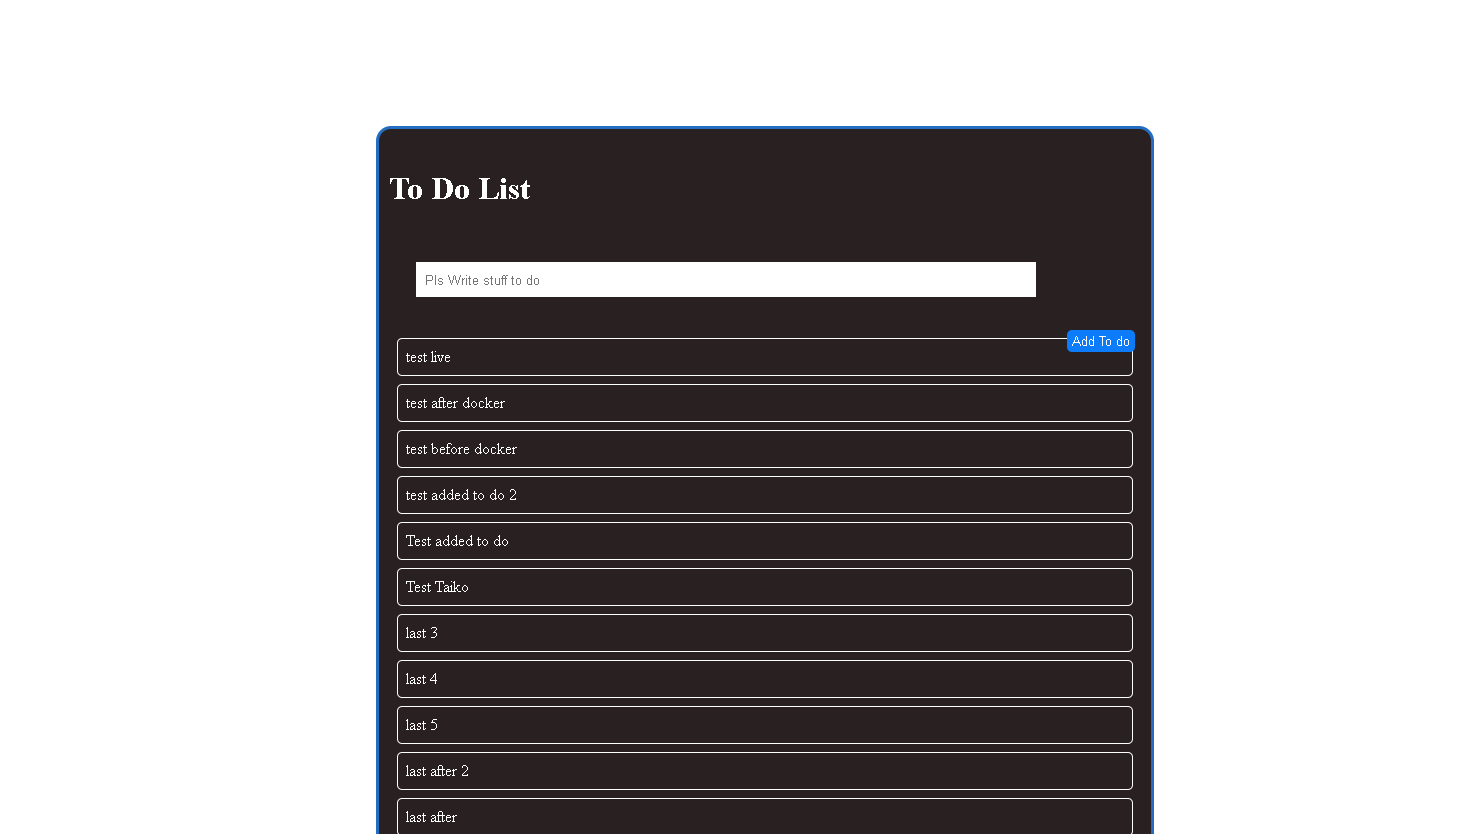 To Do List
Pls Write stuff to do
Add To do
test live
test after docker
test before docker
test added to do 2
Test added to do
Test Taiko
last 3
last 4
last 5
last after 2
last after